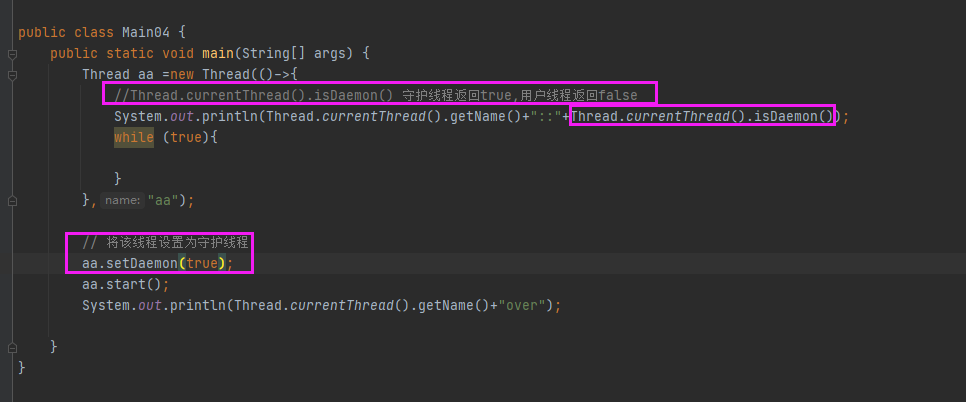 public class Main04 {
public static void main(String[] args) {
Thread aa =new Thread(()->{
//Thread.currentThread().isDaemon() 守护线程返回true,用户线程返回false
System.out.println(Thread.currentThread().getName()+"::"+Thread.currentThread().isDaemon());
while (true){
}
}, name: "aa");
// 将该线程设置为守护线程
aa.setDaemon(true);
aa.start();
System.out.println(Thread.currentThread().getName()+"over");
}
}